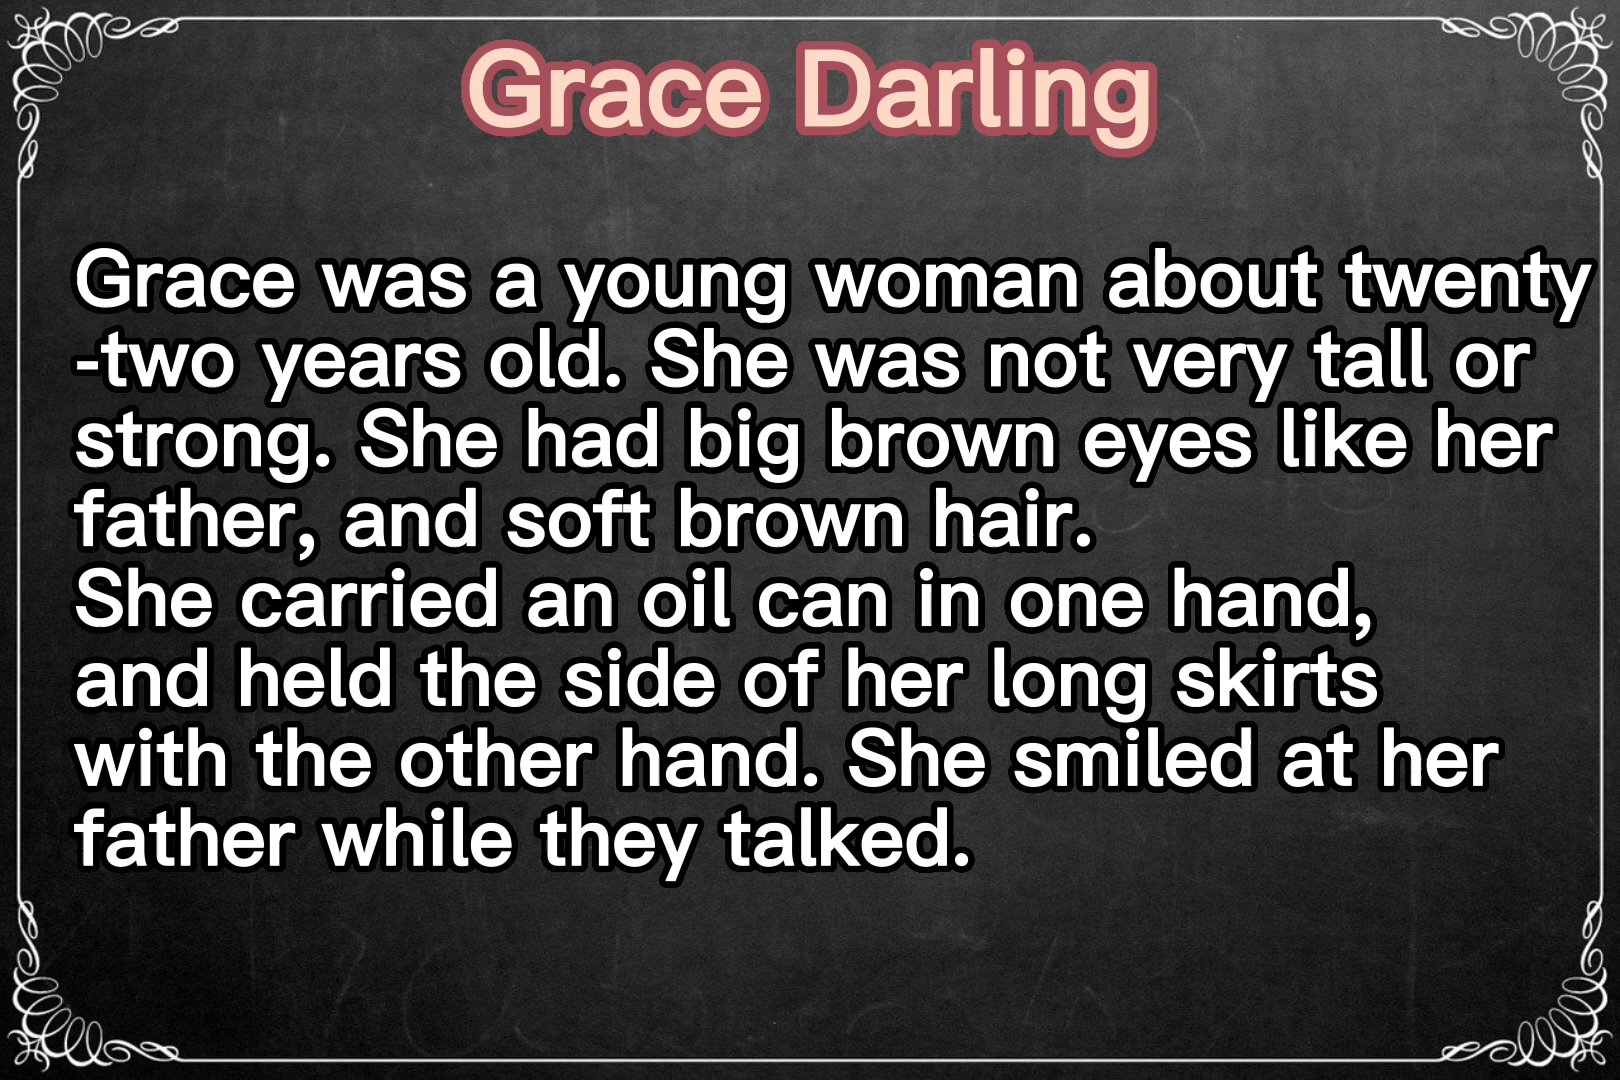 Grace Darling
Grace was a young woman about twenty
-two years old. She was not very tall or
strong. She had big brown eyes like her
father, and soft brown hair.
She carried an oil can in one hand,
and held the side of her long skirts
with the other hand. She smiled at her
father while they talked.